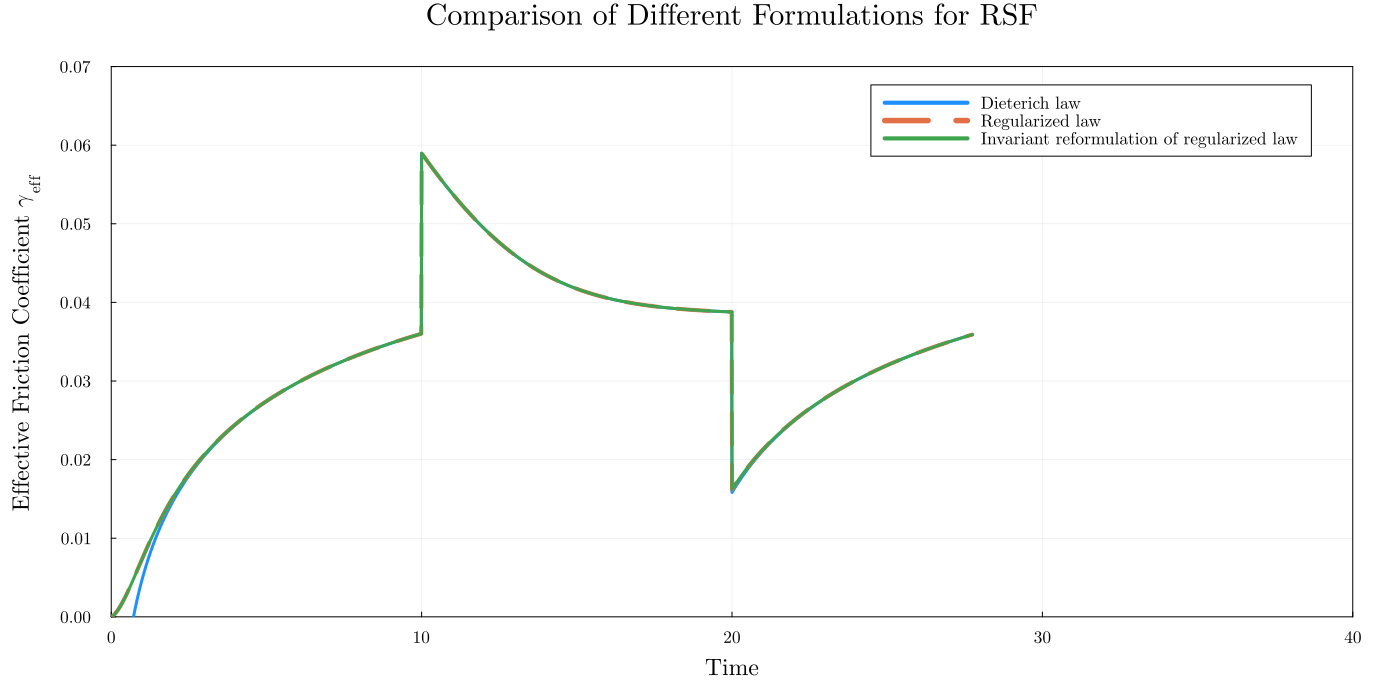 Comparison of Different Formulations for RSF
Effective Friction Coefficient γ_eff
0.07
0.06
0.05
0.04
0.03
0.02
0.01
0.00
Dieterich law
Regularized law
Invariant reformulation of regularized law
0 10 20 30 40
Time